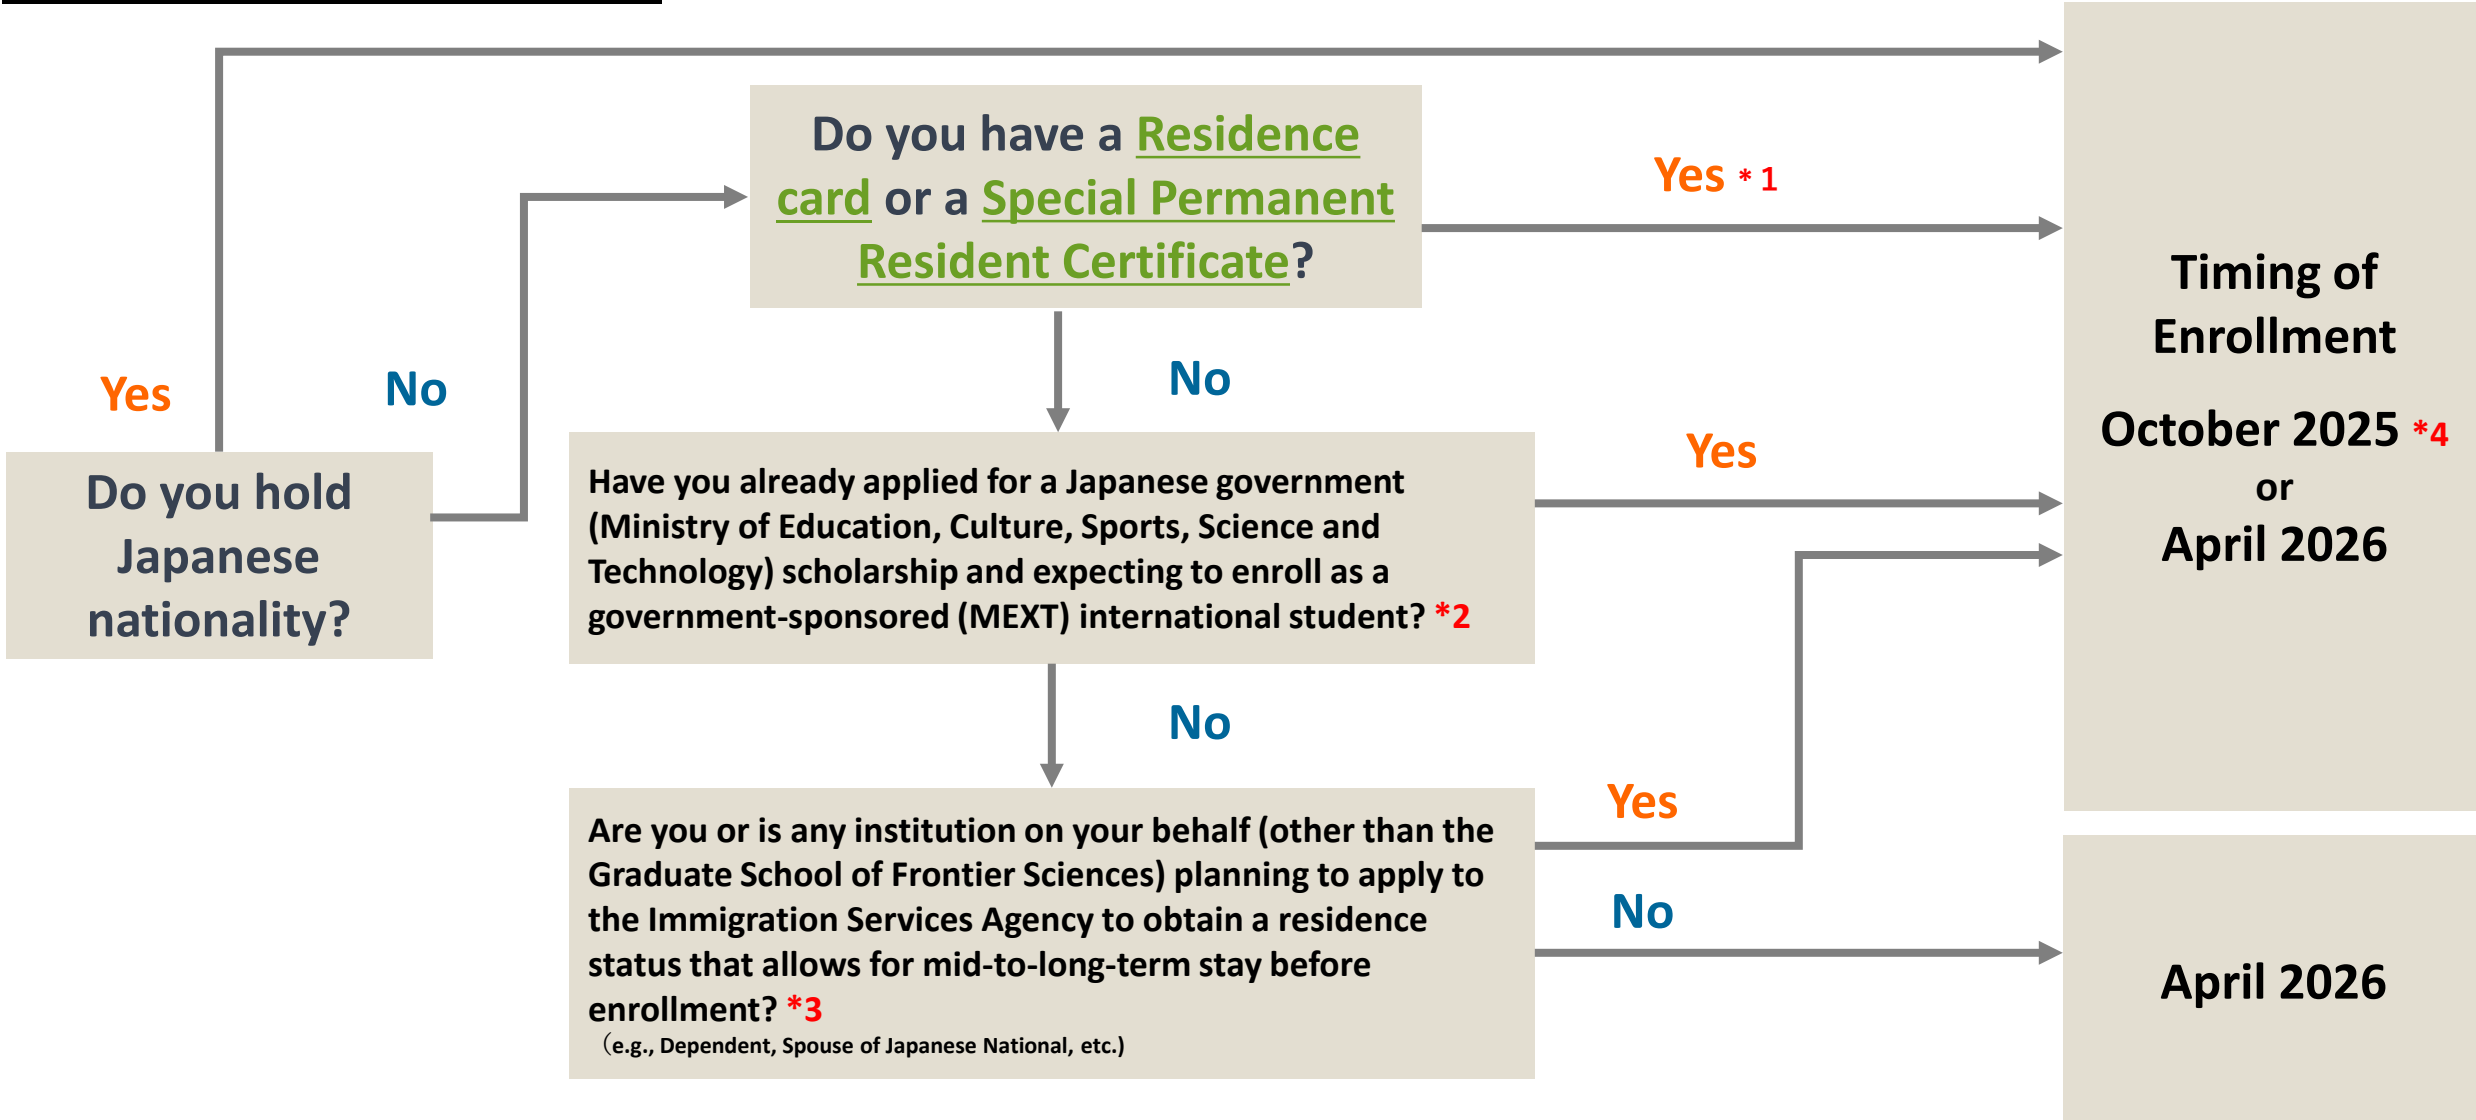 Do you have a Residence
card or a Special Permanent
Resident Certificate?
Yes *1
Timing of
Enrollment
October 2025 *4
or
April 2026
Yes
No
No
Yes
Do you hold
Japanese
nationality?
Have you already applied for a Japanese government
(Ministry of Education, Culture, Sports, Science and
Technology) scholarship and expecting to enroll as a
government-sponsored (MEXT) international student? *2
No
Yes
Are you or is any institution on your behalf (other than the
Graduate School of Frontier Sciences) planning to apply to
the Immigration Services Agency to obtain a residence
status that allows for mid-to-long-term stay before
enrollment? *3
（e.g., Dependent, Spouse of Japanese National, etc.)
No
April 2026